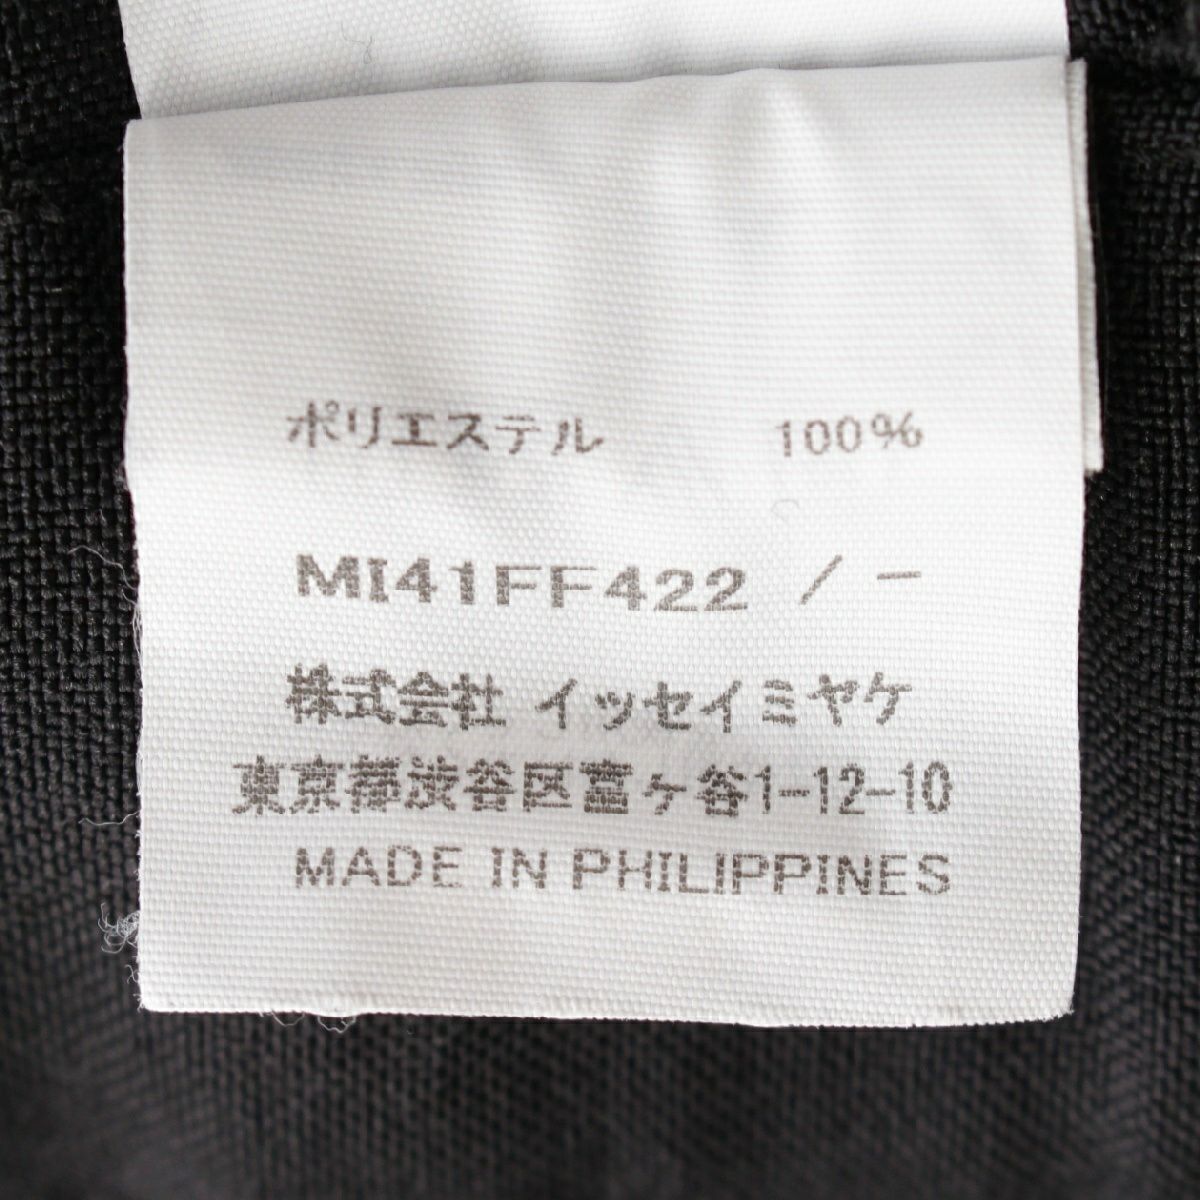 ポリエステル 100%
MI41FF422 / -
株式会社 イッセイミヤケ
東京都渋谷区富ヶ谷1-12-10
MADE IN PHILIPPINES